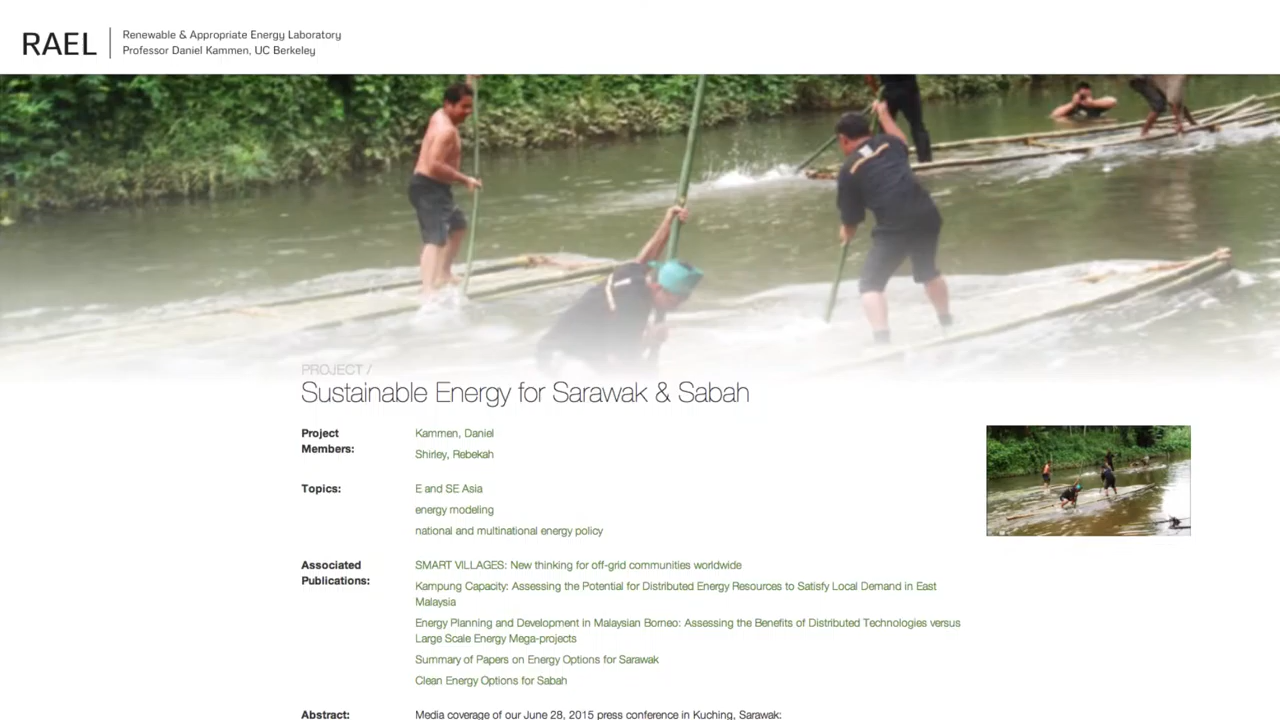 RAEL
Renewable & Appropriate Energy Laboratory
Professor Daniel Kammen, UC Berkeley
PROJECT /
Sustainable Energy for Sarawak & Sabah
Project
Members:
Kammen, Daniel
Shirley, Rebekah
Topics:
E and SE Asia
energy modeling
national and multinational energy policy
Associated
Publications:
SMART VILLAGES: New thinking for off-grid communities worldwide
Kampung Capacity: Assessing the Potential for Distributed Energy Resources to Satisfy Local Demand in East
Malaysia
Energy Planning and Development in Malaysian Borneo: Assessing the Benefits of Distributed Technologies versus
Large Scale Energy Mega-projects
Summary of Papers on Energy Options for Sarawak
Clean Energy Options for Sabah
Abstract:
Media coverage of our June 28, 2015 press conference in Kuching, Sarawak: